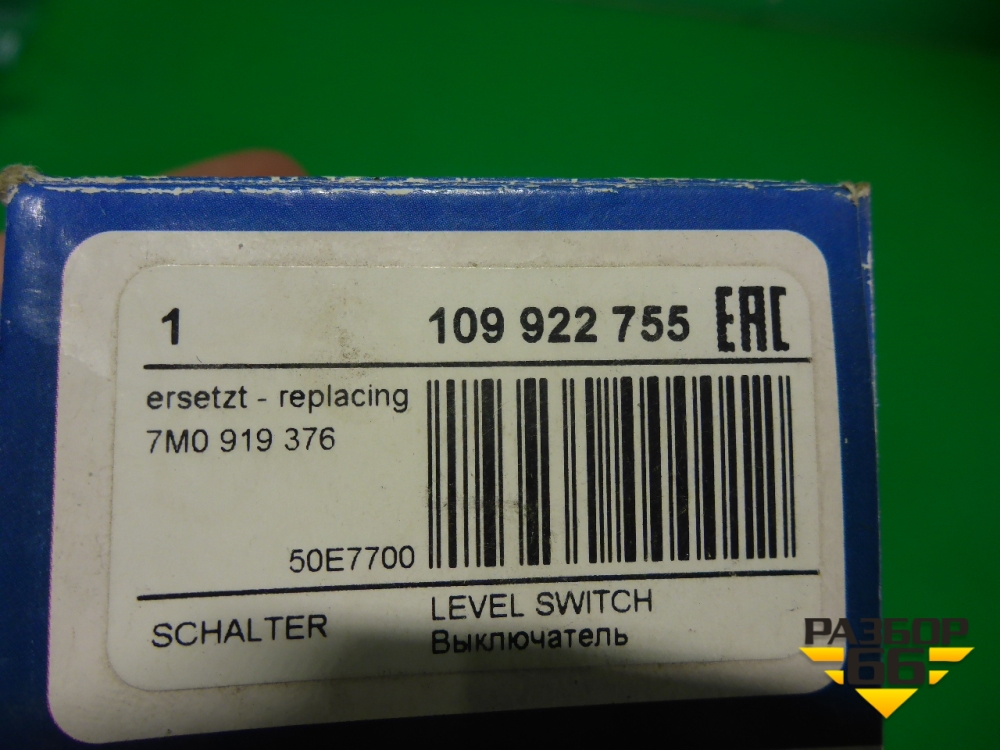 1 109 922 755 EAC
ersetzt - replacing
7M0 919 376
50E7700
SCHALTER
LEVEL SWITCH
Выключатель
РАЗБОР
66